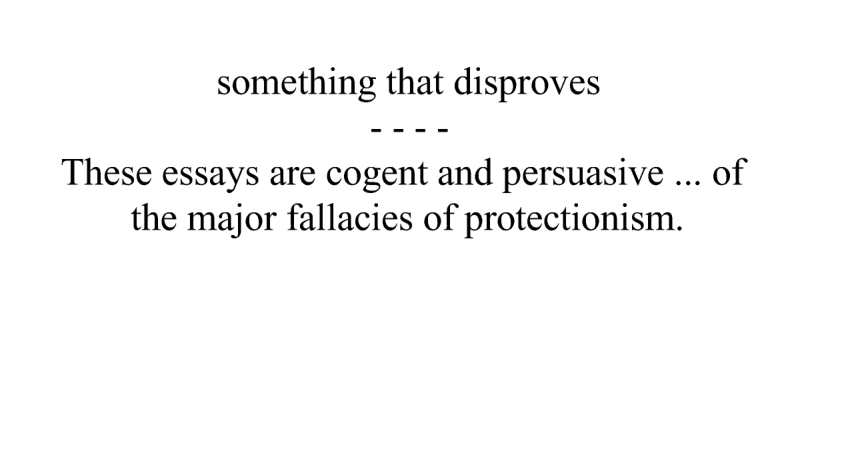 something that disproves
- - - -
These essays are cogent and persuasive ... of
the major fallacies of protectionism.